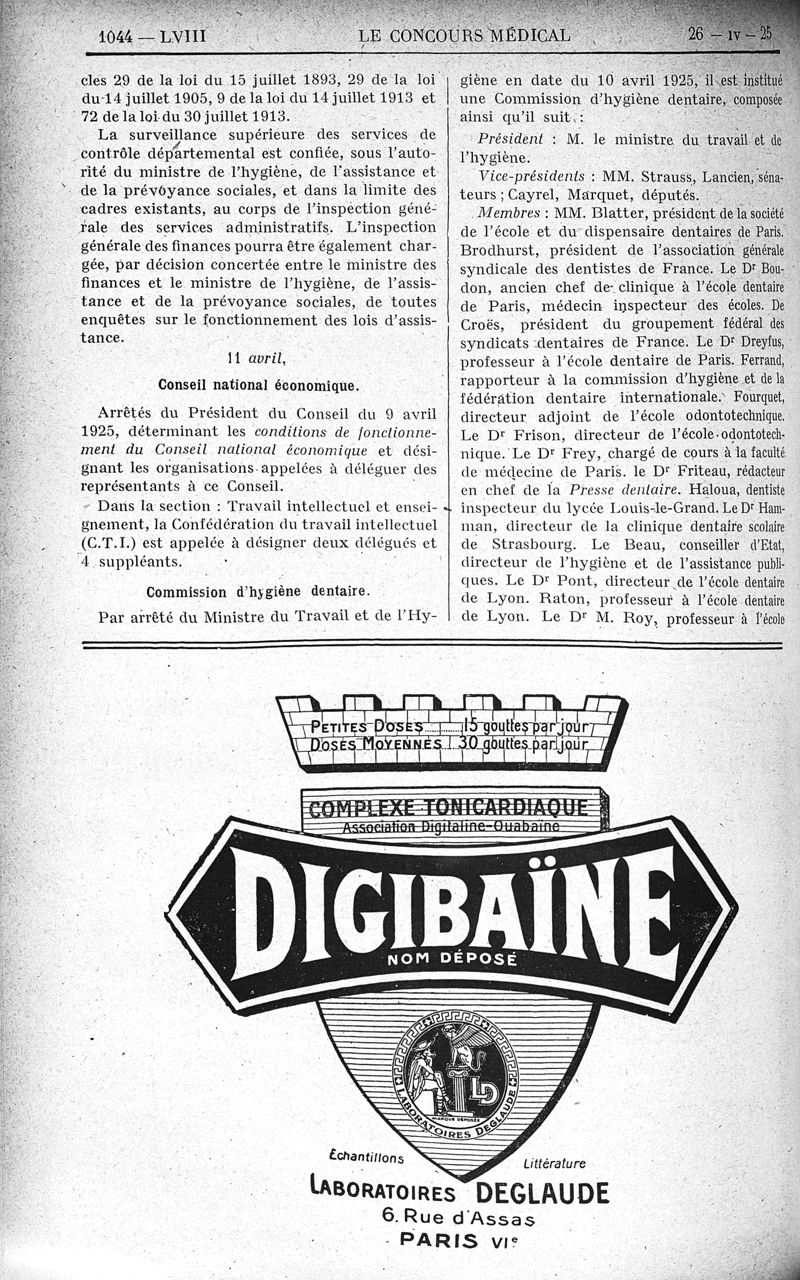 1044 — LVIII LE CONCOURS MÉDICAL 26 – IV – 25
cles 29 de la loi du 15 juillet 1893, 29 de la loi
du 14 juillet 1905, 9 de la loi du 14 juillet 1913 et
72 de la loi du 30 juillet 1913.
La surveillance supérieure des services de
contrôle départemental est confiée, sous l'auto-
rité du ministre de l'hygiène, de l'assistance et
de la prévoyance sociales, et dans la limite des
cadres existants, au corps de l'inspection géné-
rale des services administratifs. L'inspection
générale des finances pourra être également char-
gée, par décision concertée entre le ministre des
finances et le ministre de l'hygiène, de l'assis-
tance et de la prévoyance sociales, de toutes
enquêtes sur le fonctionnement des lois d'assis-
tance.
11 avril,
Conseil national économique.
Arrêtés du Président du Conseil du 9 avril
1925, déterminant les conditions de fonctionne-
ment du Conseil national économique et dési-
gnant les organisations appelées à déléguer des
représentants à ce Conseil.
Dans la section : Travail intellectuel et ensei-
gnement, la Confédération du travail intellectuel
(C.T.I.) est appelée à désigner deux délégués et
4 suppléants.
Commission d'hygiène dentaire.
Par arrêté du Ministre du Travail et de l'Hy-
giène en date du 10 avril 1925, il est institué
une Commission d'hygiène dentaire, composée
ainsi qu'il suit :
Président : M. le ministre du travail et de
l'hygiène.
Vice-présidents : MM. Strauss, Lancien, séna-
teurs ; Cayrel, Marquet, députés.
Membres : MM. Blatter, président de la société
de l'école et du dispensaire dentaires de Paris.
Brodhurst, président de l'association générale
syndicale des dentistes de France. Le Dr Bou-
don, ancien chef de clinique à l'école dentaire
de Paris, médecin inspecteur des écoles. De
Croës, président du groupement fédéral des
syndicats dentaires de France. Le Dr Dreyfus,
professeur à l'école dentaire de Paris. Ferrand,
rapporteur à la commission d'hygiène et de la
fédération dentaire internationale. Fourquet,
directeur adjoint de l'école odontotechnique.
Le Dr Frison, directeur de l'école odontotech-
nique. Le Dr Frey, chargé de cours à la faculté
de médecine de Paris. le Dr Friteau, rédacteur
en chef de la Presse dentaire. Haloua, dentiste
inspecteur du lycée Louis-le-Grand. Le Dr Ham-
man, directeur de la clinique dentaire scolaire
de Strasbourg. Le Beau, conseiller d'Etat,
directeur de l'hygiène et de l'assistance publi-
ques. Le Dr Pont, directeur de l'école dentaire
de Lyon. Raton, professeur à l'école dentaire
de Lyon. Le Dr M. Roy, professeur à l'école
PETITES DOSES ........ 15 gouttes par jour
DOSES MOYENNES . 30 gouttes par jour
COMPLEXE TONICARDIAQUE
Association Digitaline-Ouabaïne
DIGIBAÏNE
NOM DÉPOSÉ
LD
MARQUE DÉPOSÉE
LABORATOIRES DEGLAUDE
Échantillons Littérature
LABORATOIRES DEGLAUDE
6. Rue d'Assas
PARIS VIe